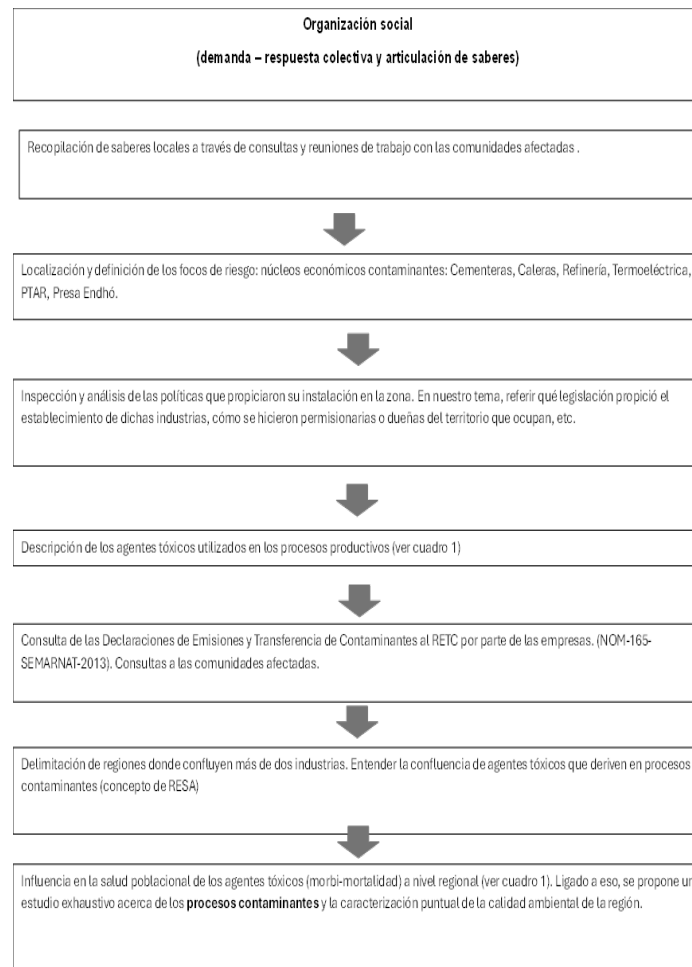 Organización social
(demanda – respuesta colectiva y articulación de saberes)
Recopilación de saberes locales a través de consultas y reuniones de trabajo con las comunidades afectadas .
Localización y definición de los focos de riesgo: núcleos económicos contaminantes: Cementeras, Caleras, Refinería, Termoeléctrica,
PTAR, Presa Endhó.
Inspección y análisis de las políticas que propiciaron su instalación en la zona. En nuestro tema, referir qué legislación propició el
establecimiento de dichas industrias, cómo se hicieron permisionarias o dueñas del territorio que ocupan, etc.
Descripción de los agentes tóxicos utilizados en los procesos productivos (ver cuadro 1)
Consulta de las Declaraciones de Emisiones y Transferencia de Contaminantes al RETC por parte de las empresas. (NOM-165-
SEMARNAT-2013). Consultas a las comunidades afectadas.
Delimitación de regiones donde confluyen más de dos industrias. Entender la confluencia de agentes tóxicos que deriven en procesos
contaminantes (concepto de RESA)
Influencia en la salud poblacional de los agentes tóxicos (morbi-mortalidad) a nivel regional (ver cuadro 1). Ligado a eso, se propone un
estudio exhaustivo acerca de los procesos contaminantes y la caracterización puntual de la calidad ambiental de la región.